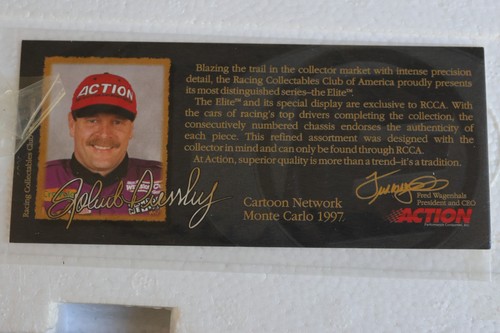 Blazing the trail in the collector market with intense precision
detail, the Racing Collectables Club of America proudly presents
its most distinguished series–the Elite™.
The Elite™ and its special display are exclusive to RCCA. With
the cars of racing's top drivers completing the collection, the
consecutively numbered chassis endorses the authenticity of
each piece. This refined assortment was designed with the
collector in mind and can only be found through RCCA.
At Action, superior quality is more than a trend–it's a tradition.
ACTION
Racing Collectables Club
Cartoon Network
Monte Carlo 1997
Fred Wagenhals
President and CEO
ACTION